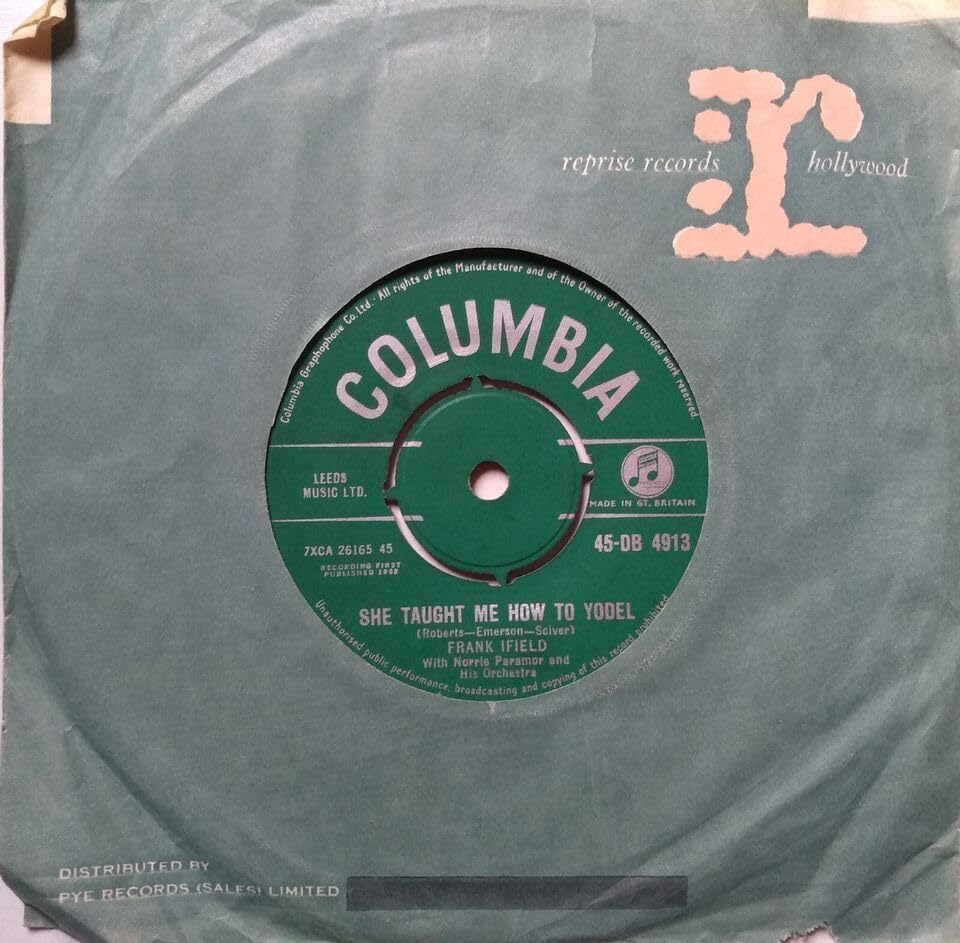 reprise records hollywood
r
Columbia Graphophone Co. Ltd. · All rights of the Manufacturer and of the Owner of the recorded work reserved.
COLUMBIA
LEEDS
MUSIC LTD.
MADE IN GT. BRITAIN
7XCA 26165 45
45-DB 4913
RECORDING FIRST
PUBLISHED 1962
SHE TAUGHT ME HOW TO YODEL
(Roberts—Emerson—Sciver)
FRANK IFIELD
With Norrie Paramor and
His Orchestra
Unauthorised public performance, broadcasting and copying of this record prohibited.
DISTRIBUTED BY
PYE RECORDS (SALES) LIMITED